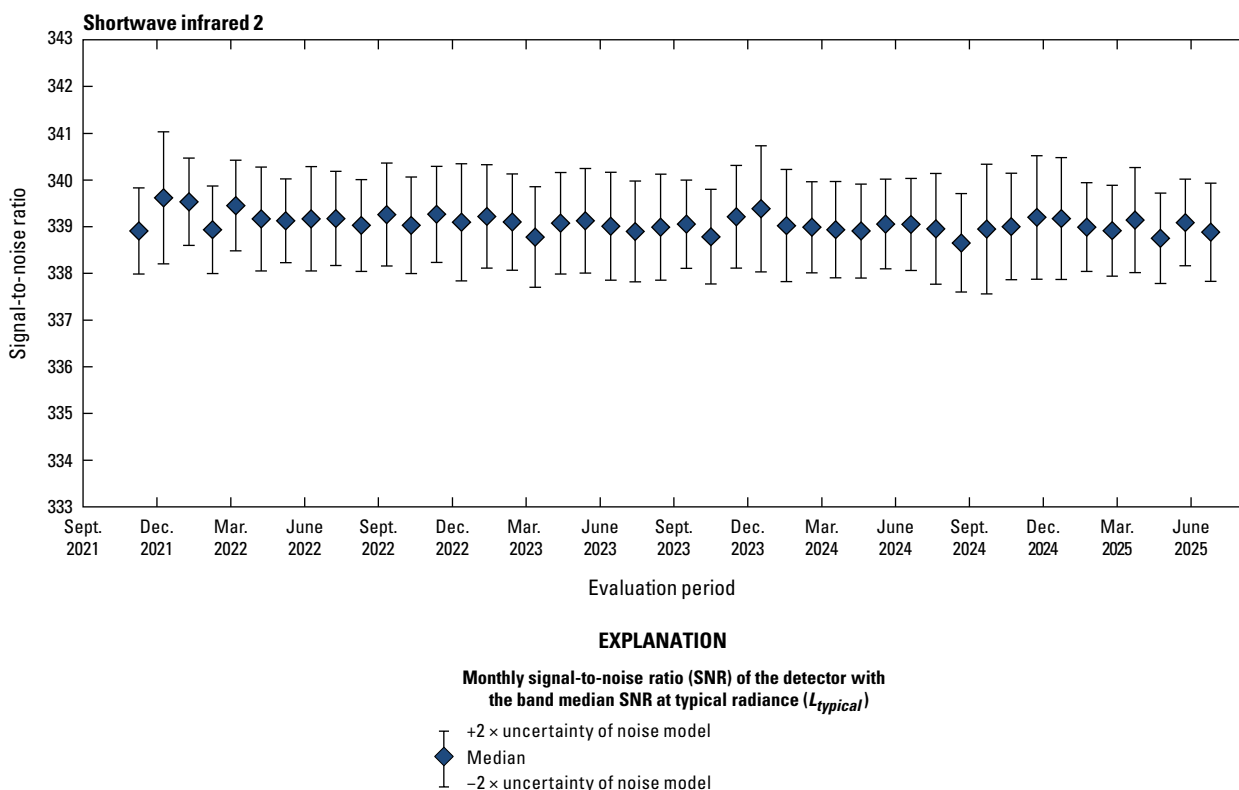 Shortwave infrared 2
343
342
341
340
339
338
337
336
335
334
333
Signal-to-noise ratio
Sept. Dec. Mar. June Sept. Dec. Mar. June Sept. Dec. Mar. June Sept. Dec. Mar. June
2021 2021 2022 2022 2022 2022 2023 2023 2023 2023 2024 2024 2024 2024 2025 2025
Evaluation period
EXPLANATION
Monthly signal-to-noise ratio (SNR) of the detector with
the band median SNR at typical radiance (Ltypical)
+2 × uncertainty of noise model
Median
−2 × uncertainty of noise model